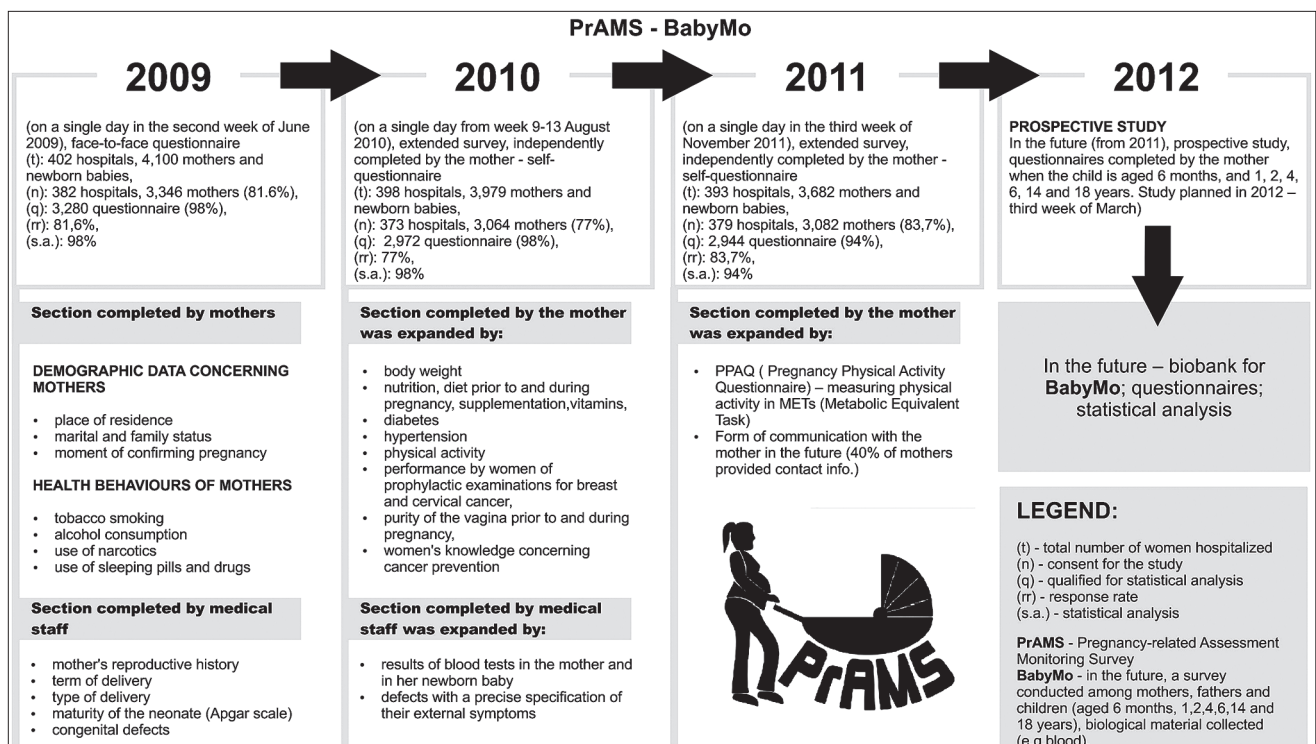 PrAMS - BabyMo
2009
(on a single day in the second week of June
2009), face-to-face questionnaire
(t): 402 hospitals, 4,100 mothers and
newborn babies,
(n): 382 hospitals, 3,346 mothers (81.6%),
(q): 3,280 questionnaire (98%),
(rr): 81,6%,
(s.a.): 98%
Section completed by mothers
DEMOGRAPHIC DATA CONCERNING
MOTHERS
• place of residence
• marital and family status
• moment of confirming pregnancy
HEALTH BEHAVIOURS OF MOTHERS
• tobacco smoking
• alcohol consumption
• use of narcotics
• use of sleeping pills and drugs
Section completed by medical
staff
• mother's reproductive history
• term of delivery
• type of delivery
• maturity of the neonate (Apgar scale)
• congenital defects
2010
(on a single day from week 9-13 August
2010), extended survey, independently
completed by the mother - self-
questionnaire
(t): 398 hospitals, 3,979 mothers and
newborn babies,
(n): 373 hospitals, 3,064 mothers (77%),
(q): 2,972 questionnaire (98%),
(rr): 77%,
(s.a.): 98%
Section completed by the mother
was expanded by:
• body weight
• nutrition, diet prior to and during
pregnancy, supplementation,vitamins,
• diabetes
• hypertension
• physical activity
• performance by women of
prophylactic examinations for breast
and cervical cancer,
• purity of the vagina prior to and during
pregnancy,
• women's knowledge concerning
cancer prevention
Section completed by medical
staff was expanded by:
• results of blood tests in the mother and
in her newborn baby
• defects with a precise specification of
their external symptoms
2011
(on a single day in the third week of
November 2011), extended survey,
independently completed by the mother -
self-questionnaire
(t): 393 hospitals, 3,682 mothers and
newborn babies,
(n): 379 hospitals, 3,082 mothers (83,7%),
(q): 2,944 questionnaire (94%),
(rr): 83,7%,
(s.a.): 94%
Section completed by the mother
was expanded by:
• PPAQ ( Pregnancy Physical Activity
Questionnaire) – measuring physical
activity in METs (Metabolic Equivalent
Task)
• Form of communication with the
mother in the future (40% of mothers
provided contact info.)
PrAMS
2012
PROSPECTIVE STUDY
In the future (from 2011), prospective study,
questionnaires completed by the mother
when the child is aged 6 months, and 1, 2, 4,
6, 14 and 18 years. Study planned in 2012 –
third week of March)
In the future – biobank for
BabyMo; questionnaires;
statistical analysis
LEGEND:
(t) - total number of women hospitalized
(n) - consent for the study
(q) - qualified for statistical analysis
(rr) - response rate
(s.a.) - statistical analysis
PrAMS - Pregnancy-related Assessment
Monitoring Survey
BabyMo - in the future, a survey
conducted among mothers, fathers and
children (aged 6 months, 1,2,4,6,14 and
18 years), biological material collected
(e.g blood)